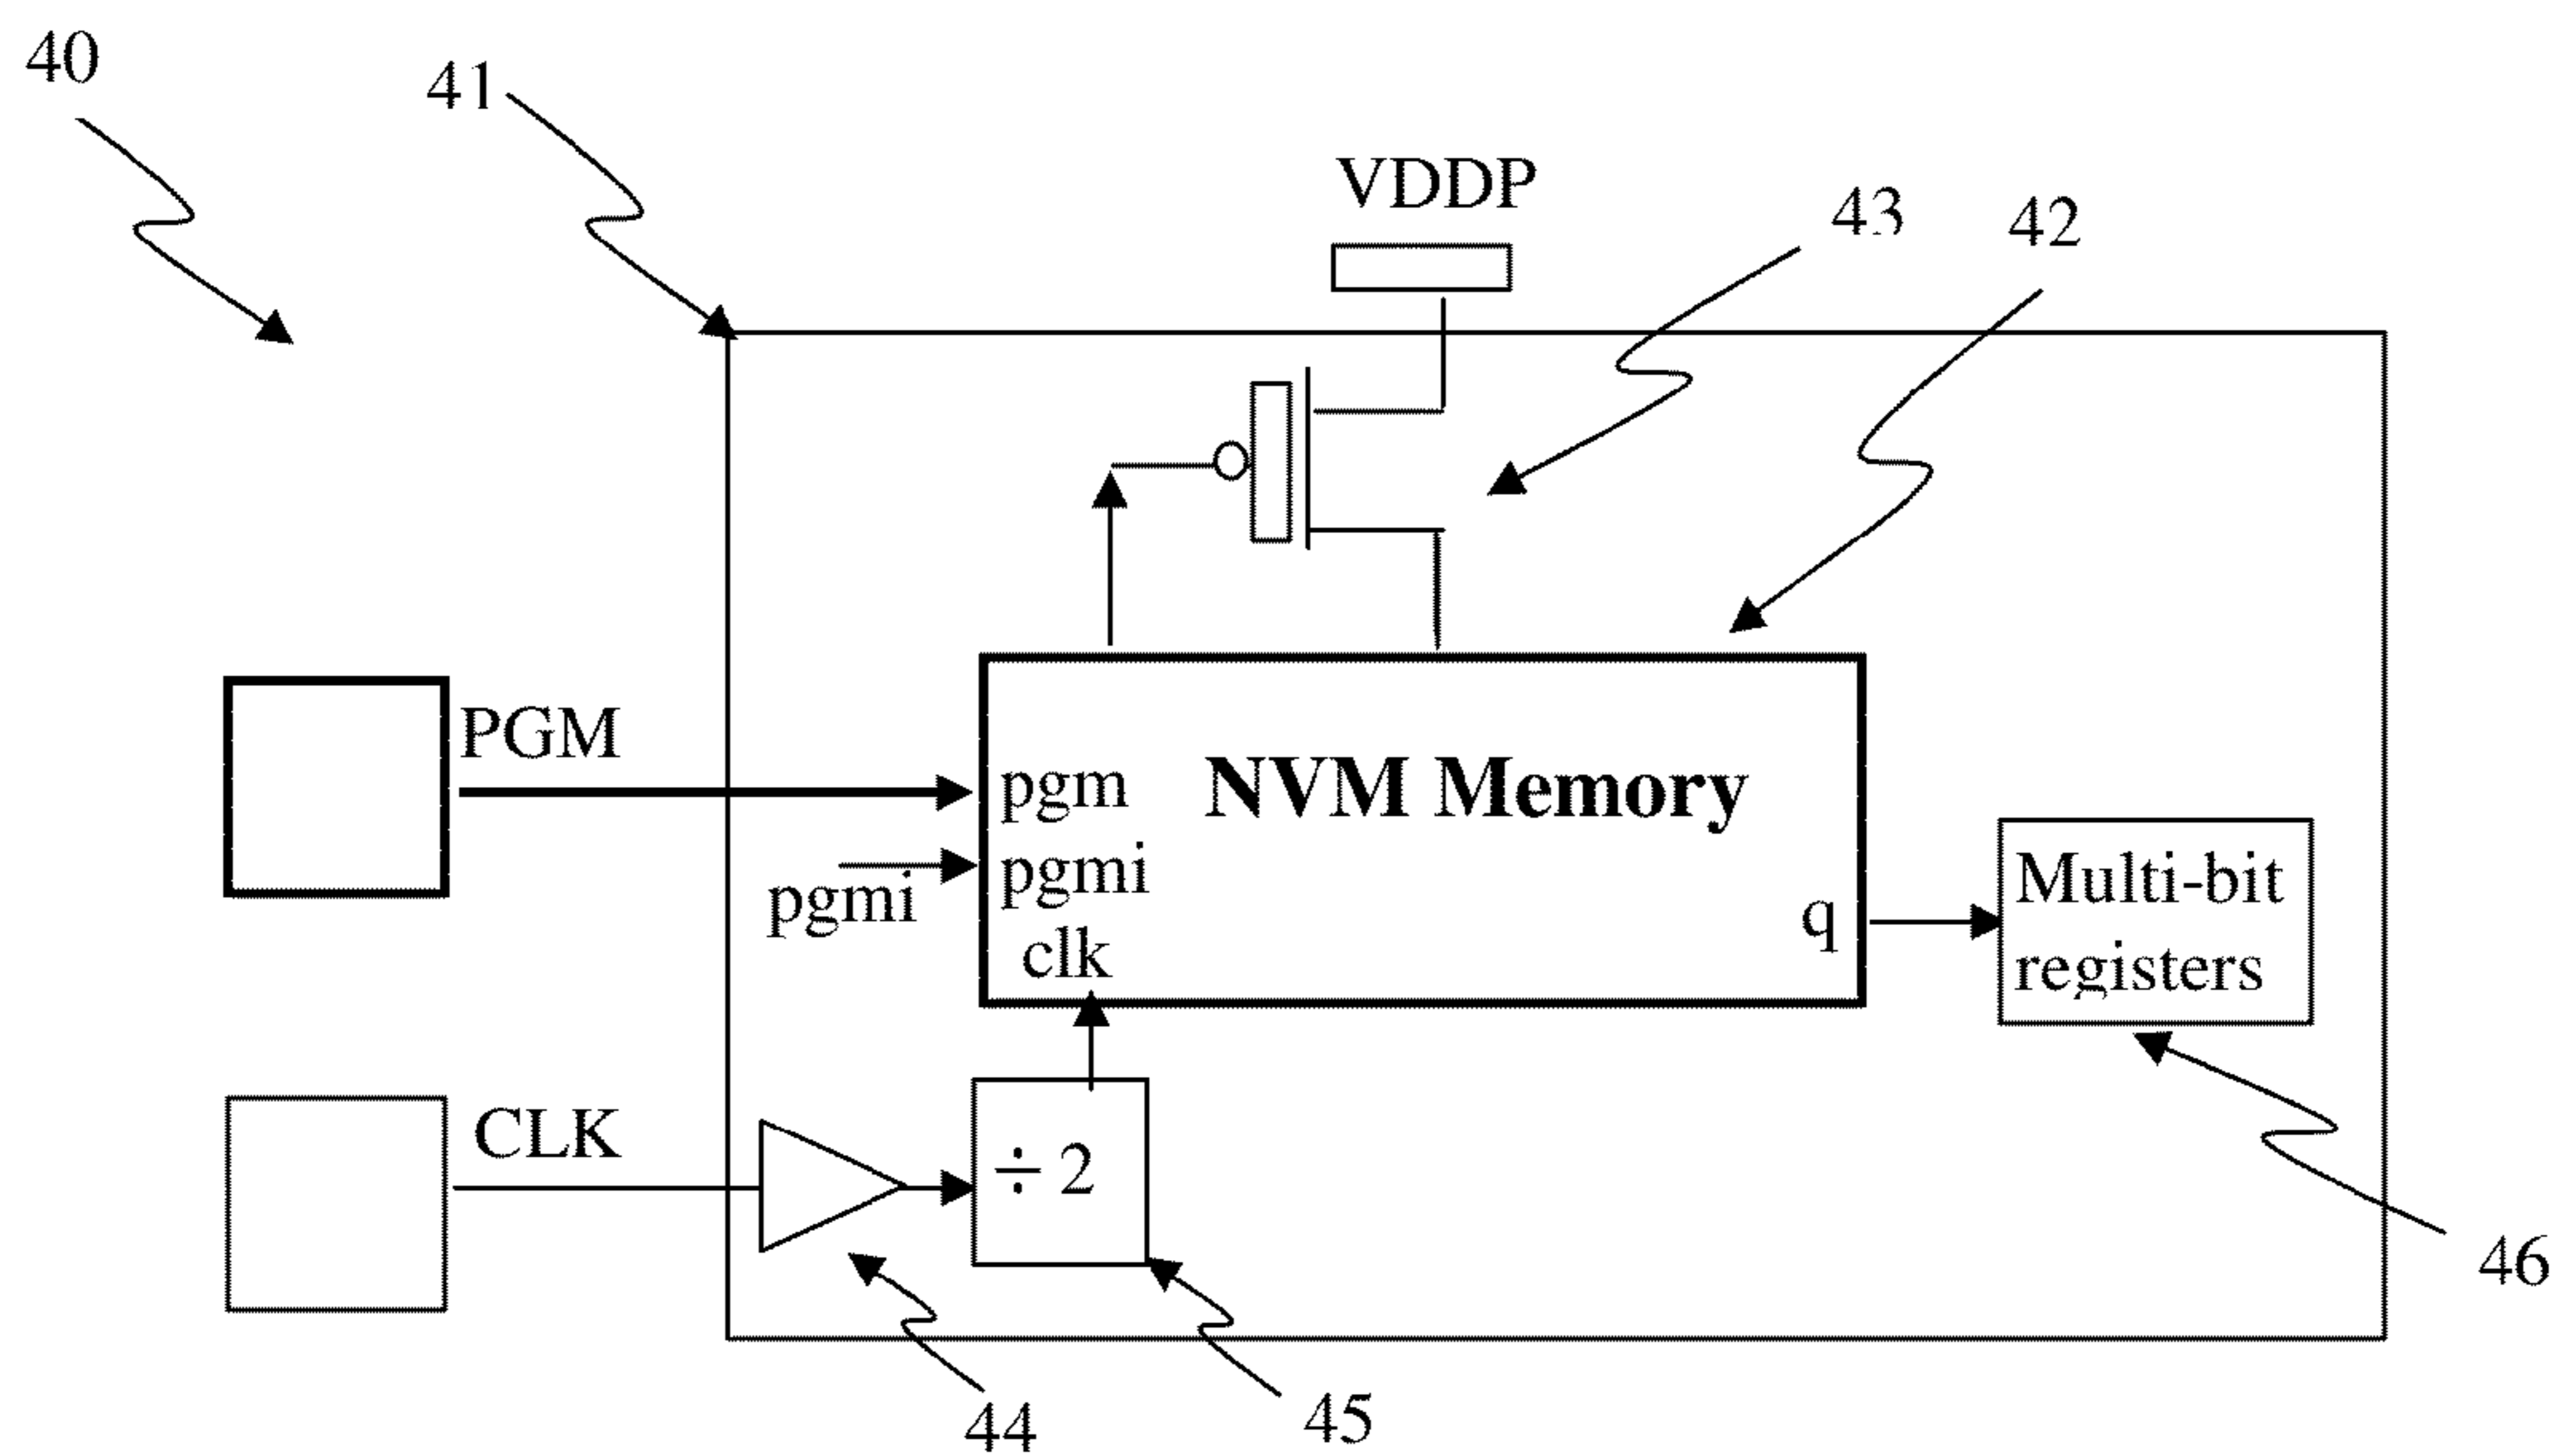 40
41
VDDP
43
42
PGM
pgm
NVM Memory
pgmi
pgmi
clk
q
Multi-bit
registers
CLK
÷ 2
46
44
45